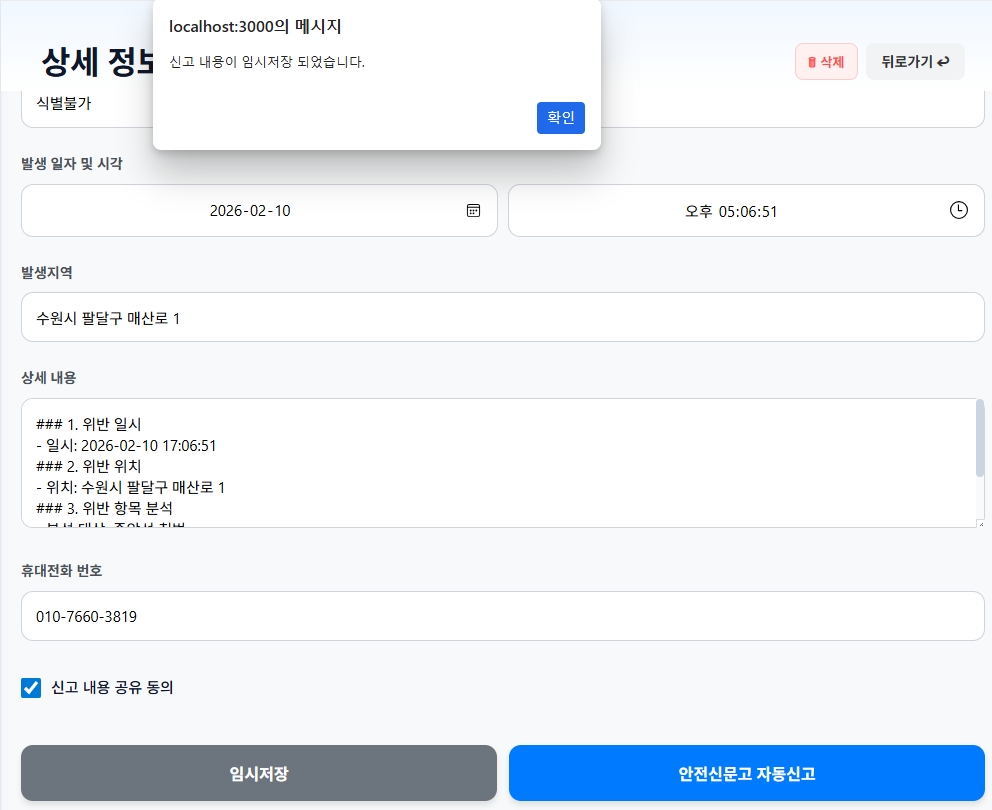 localhost:3000의 메시지
신고 내용이 임시저장 되었습니다.
확인
상세 정보
삭제
뒤로가기
식별불가
발생 일자 및 시각
2026-02-10
오후 05:06:51
발생지역
수원시 팔달구 매산로 1
상세 내용
### 1. 위반 일시
- 일시: 2026-02-10 17:06:51
### 2. 위반 위치
- 위치: 수원시 팔달구 매산로 1
### 3. 위반 항목 분석
휴대전화 번호
010-7660-3819
신고 내용 공유 동의
임시저장
안전신문고 자동신고